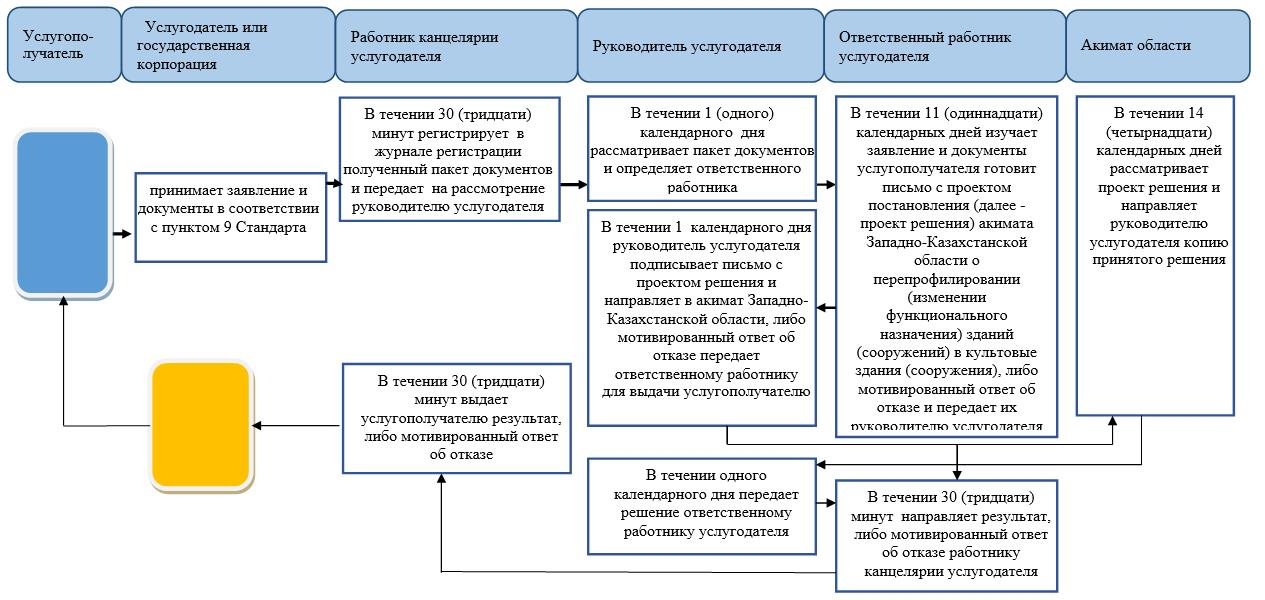 Услугопо-
лучатель
Услугодатель или
государственная
корпорация
Работник канцелярии
услугодателя
Руководитель услугодателя
Ответственный работник
услугодателя
Акимат области
принимает заявление и
документы в соответствии
с пунктом 9 Стандарта
В течении 30 (тридцати)
минут регистрирует в
журнале регистрации
полученный пакет документов
и передает на рассмотрение
руководителю услугодателя
В течении 1 (одного)
календарного дня
рассматривает пакет документов
и определяет ответственного
работника
В течении 11 (одиннадцати)
календарных дней изучает
заявление и документы
услугополучателя готовит
письмо с проектом
постановления (далее -
проект решения) акимата
Западно-Казахстанской
области о
перепрофилировании
(изменении
функционального
назначения) зданий
(сооружений) в культовые
здания (сооружения), либо
мотивированный ответ об
отказе и передает их
руководителю услугодателя
В течении 14
(четырнадцати)
календарных дней
рассматривает
проект решения и
направляет
руководителю
услугодателя копию
принятого решения
В течении 1 календарного дня
руководитель услугодателя
подписывает письмо с
проектом решения и
направляет в акимат Западно-
Казахстанской области, либо
мотивированный ответ об
отказе передает
ответственному работнику
для выдачи услугополучателю
В течении 30 (тридцати)
минут выдает
услугополучателю результат,
либо мотивированный ответ
об отказе
В течении одного
календарного дня передает
решение ответственному
работнику услугодателя
В течении 30 (тридцати)
минут направляет результат,
либо мотивированный ответ
об отказе работнику
канцелярии услугодателя